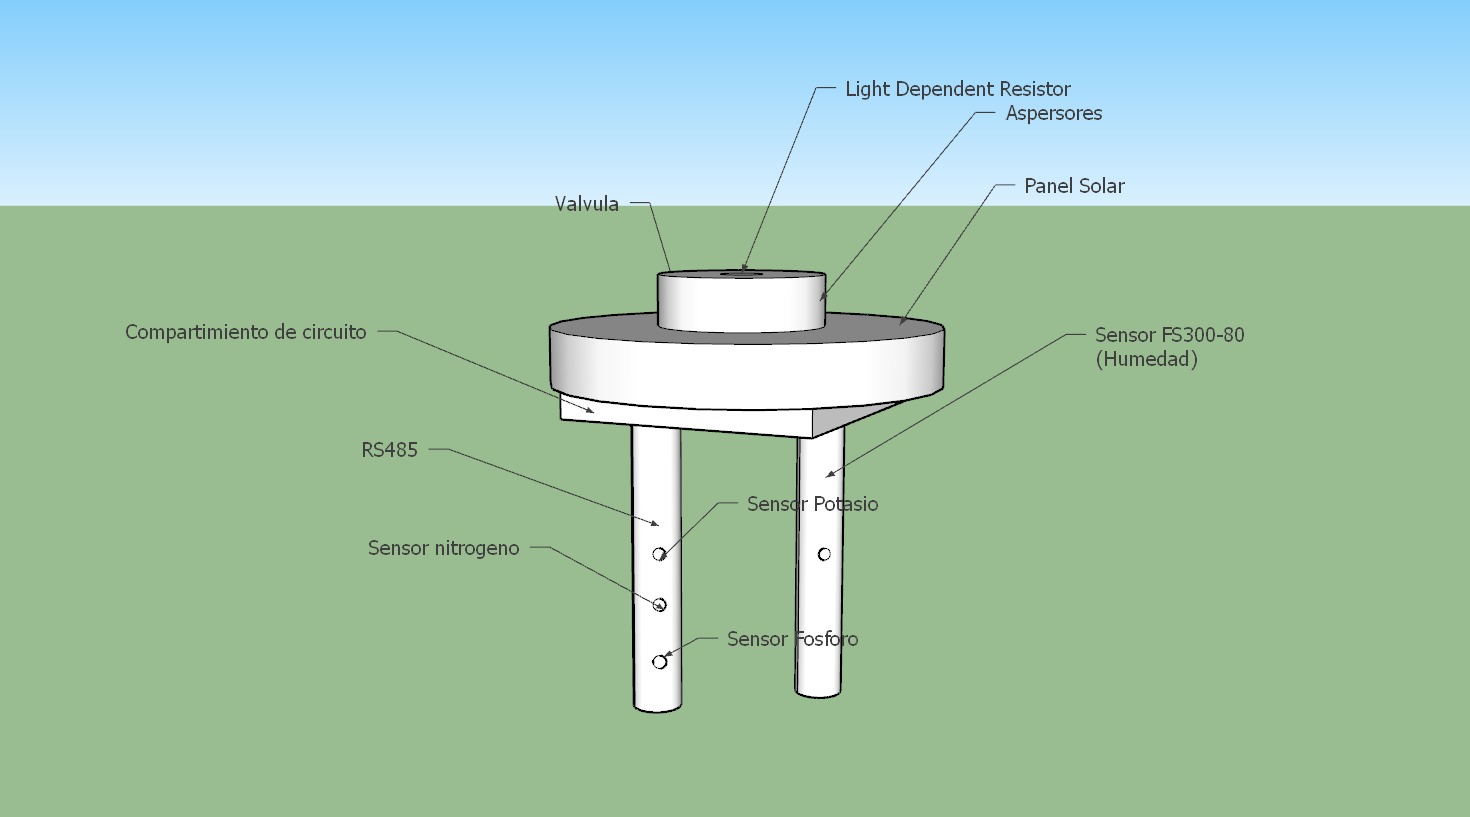 Light Dependent Resistor
Aspersores
Panel Solar
Valvula
Compartimiento de circuito
Sensor FS300-80
(Humedad)
RS485
Sensor Potasio
Sensor nitrogeno
Sensor Fosforo